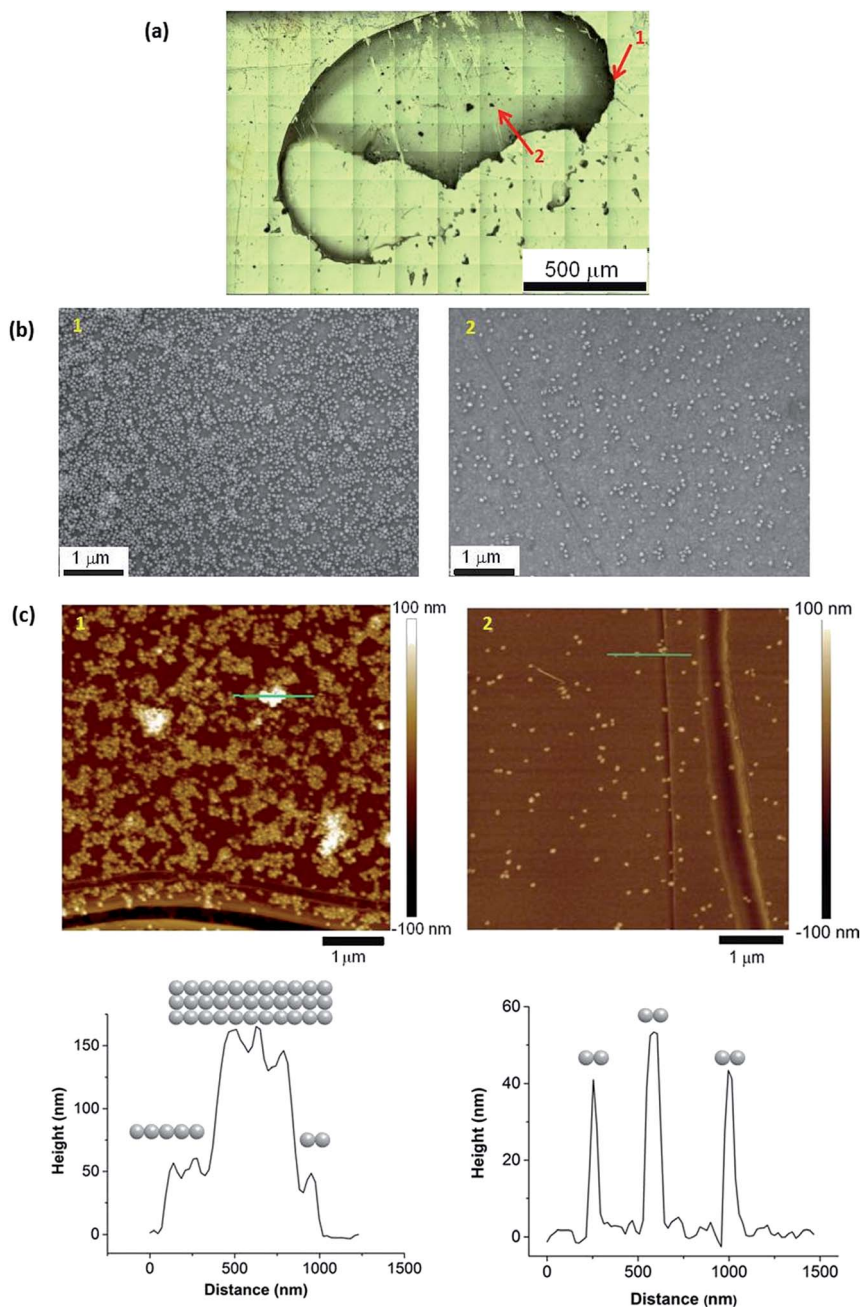 (a)
1
2
500 μm
(b)
1
1 μm
2
1 μm
(c)
1
100 nm
-100 nm
1 μm
2
100 nm
-100 nm
1 μm
150
100
50
0
Height (nm)
0
500
1000
1500
Distance (nm)
60
40
20
0
Height (nm)
0
500
1000
1500
Distance (nm)